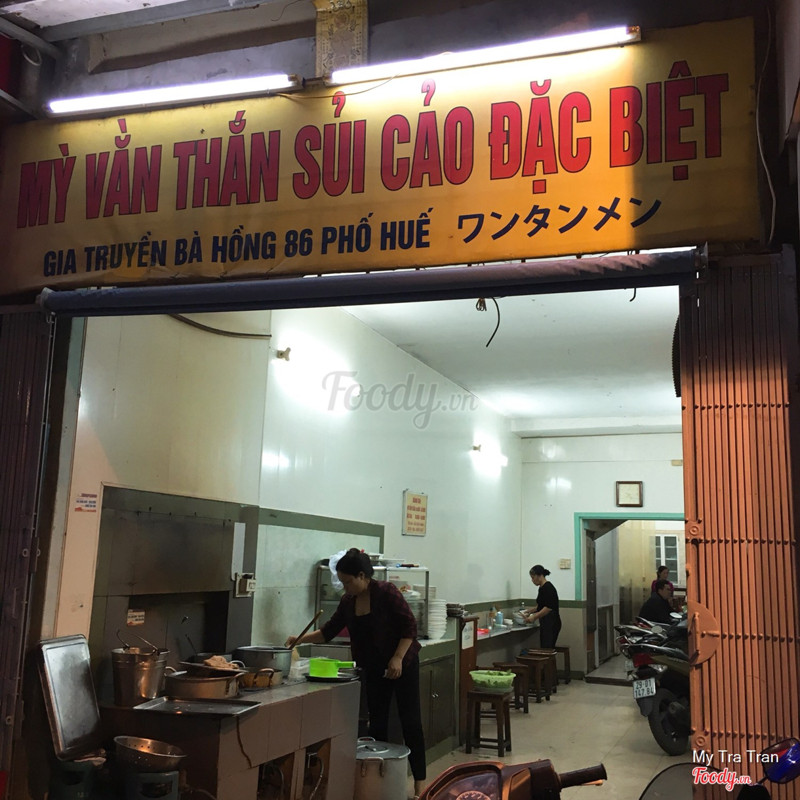 MỲ VẰN THẮN SỦI CẢO ĐẶC BIỆT
GIA TRUYỀN BÀ HỒNG 86 PHỐ HUẾ ワンタンメン
Foody.vn
My Tra Tran
Foody.vn